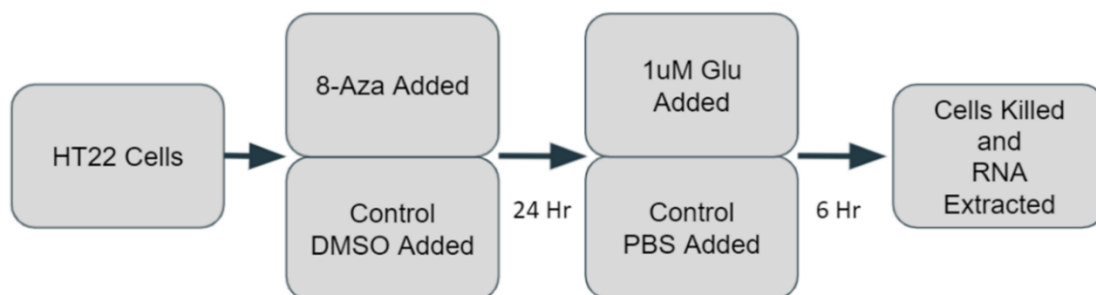 HT22 Cells
8-Aza Added
Control
DMSO Added
24 Hr
1uM Glu
Added
Control
PBS Added
6 Hr
Cells Killed
and
RNA
Extracted